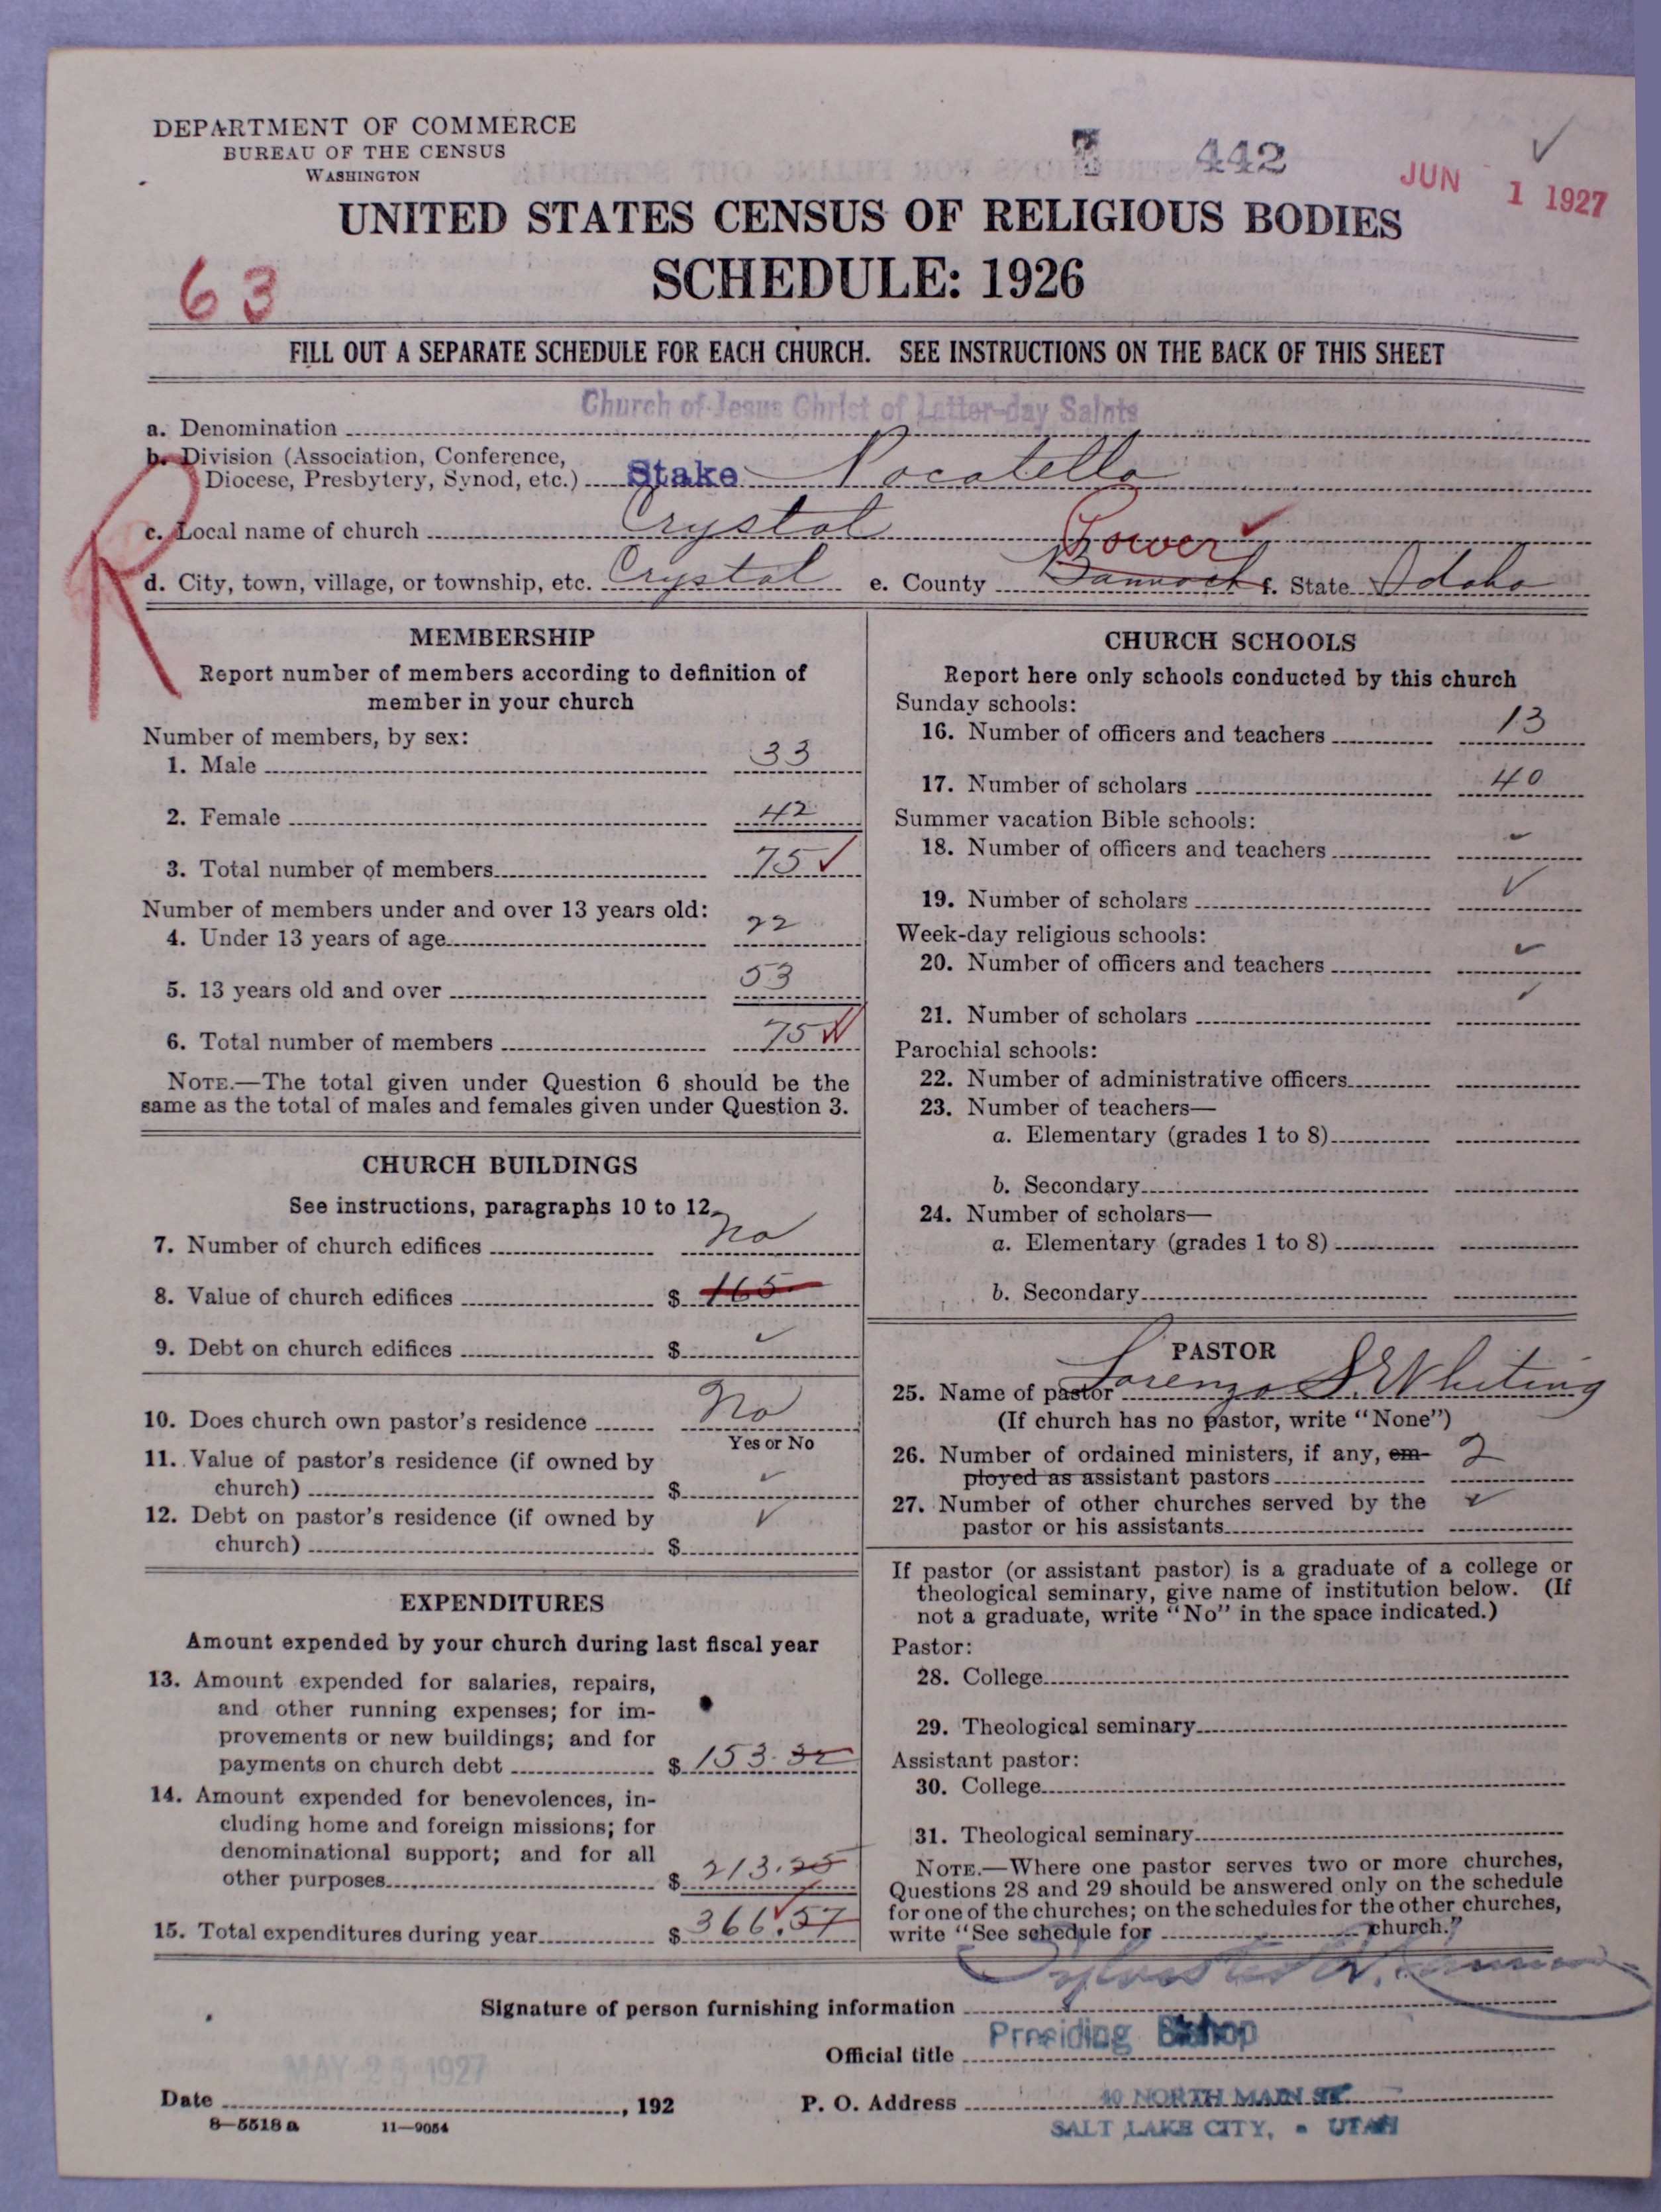 DEPARTMENT OF COMMERCE
BUREAU OF THE CENSUS
WASHINGTON
442
JUN 1 1927
UNITED STATES CENSUS OF RELIGIOUS BODIES
SCHEDULE: 1926
63
FILL OUT A SEPARATE SCHEDULE FOR EACH CHURCH. SEE INSTRUCTIONS ON THE BACK OF THIS SHEET
Church of Jesus Christ of Latter-day Saints
a. Denomination
b. Division (Association, Conference,
Diocese, Presbytery, Synod, etc.) Stake Pocatello
R
c. Local name of church Crystal
Power
d. City, town, village, or township, etc. Crystal e. County Bannock f. State Idaho
MEMBERSHIP
Report number of members according to definition of
member in your church
Number of members, by sex:
1. Male 33
2. Female 42
3. Total number of members 75 ✓
Number of members under and over 13 years old:
4. Under 13 years of age 22
5. 13 years old and over 53
6. Total number of members 75 ✓
NOTE.—The total given under Question 6 should be the
same as the total of males and females given under Question 3.
CHURCH BUILDINGS
See instructions, paragraphs 10 to 12
7. Number of church edifices no
8. Value of church edifices $ 165
9. Debt on church edifices $ ✓
10. Does church own pastor's residence No
Yes or No
11. Value of pastor's residence (if owned by
church) $ ✓
12. Debt on pastor's residence (if owned by
church) $ ✓
EXPENDITURES
Amount expended by your church during last fiscal year
13. Amount expended for salaries, repairs,
and other running expenses; for im-
provements or new buildings; and for
payments on church debt $ 153.32
14. Amount expended for benevolences, in-
cluding home and foreign missions; for
denominational support; and for all
other purposes $ 213.25
15. Total expenditures during year $ 366.57
CHURCH SCHOOLS
Report here only schools conducted by this church
Sunday schools:
16. Number of officers and teachers 13
17. Number of scholars 40
Summer vacation Bible schools:
18. Number of officers and teachers ✓
19. Number of scholars ✓
Week-day religious schools:
20. Number of officers and teachers ✓
21. Number of scholars ✓
Parochial schools:
22. Number of administrative officers
23. Number of teachers—
a. Elementary (grades 1 to 8)
b. Secondary
24. Number of scholars—
a. Elementary (grades 1 to 8)
b. Secondary
PASTOR
25. Name of pastor Lorenzo S. Whiting
(If church has no pastor, write "None")
26. Number of ordained ministers, if any, em-
ployed as assistant pastors 2
27. Number of other churches served by the
pastor or his assistants ✓
If pastor (or assistant pastor) is a graduate of a college or
theological seminary, give name of institution below. (If
not a graduate, write "No" in the space indicated.)
Pastor:
28. College
29. Theological seminary
Assistant pastor:
30. College
31. Theological seminary
NOTE.—Where one pastor serves two or more churches,
Questions 28 and 29 should be answered only on the schedule
for one of the churches; on the schedules for the other churches,
write "See schedule for church."
Signature of person furnishing information Sylvester Q. Cannon
Official title Presiding Bishop
MAY 25 1927
Date , 192 P. O. Address 40 NORTH MAIN ST.
8—5518a 11—9054 SALT LAKE CITY, UTAH